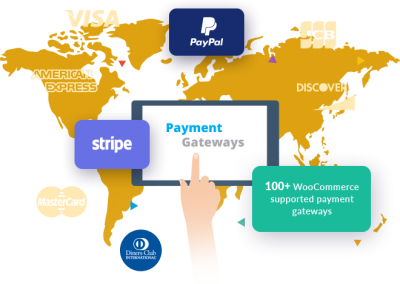 VISA
PayPal
JCB
AMERICAN
EXPRESS
DISCOVER
Payment
Gateways
stripe
100+ WooCommerce
supported payment
gateways
MasterCard
Diners Club
INTERNATIONAL